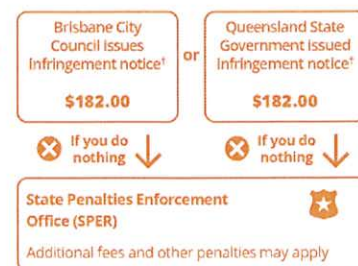 Brisbane City
Council issues
Infringement notice†
$182.00
or
Queensland State
Government issued
Infringement notice†
$182.00
If you do
nothing
If you do
nothing
State Penalties Enforcement
Office (SPER)
Additional fees and other penalties may apply